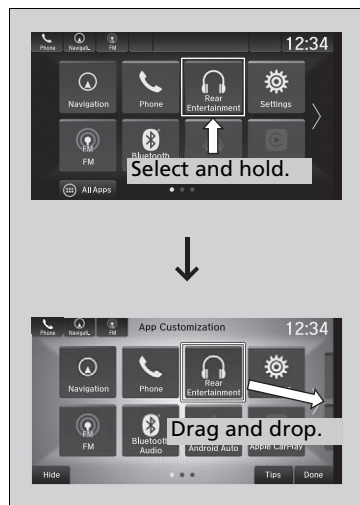 Phone Navigati.. FM 12:34
Navigation Phone Rear Entertainment Settings
FM Bluetooth
Select and hold.
All Apps
Phone Navigati.. FM App Customization 12:34
Navigation Phone Rear Entertainment
FM Bluetooth Audio Android Auto Apple CarPlay
Drag and drop.
Hide Tips Done